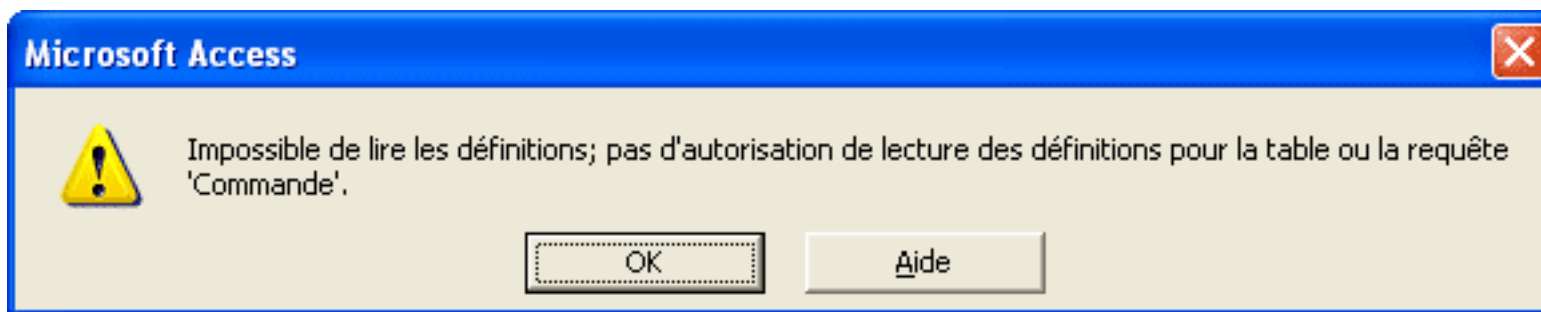 Microsoft Access
Impossible de lire les définitions; pas d'autorisation de lecture des définitions pour la table ou la requête
'Commande'.
OK
Aide